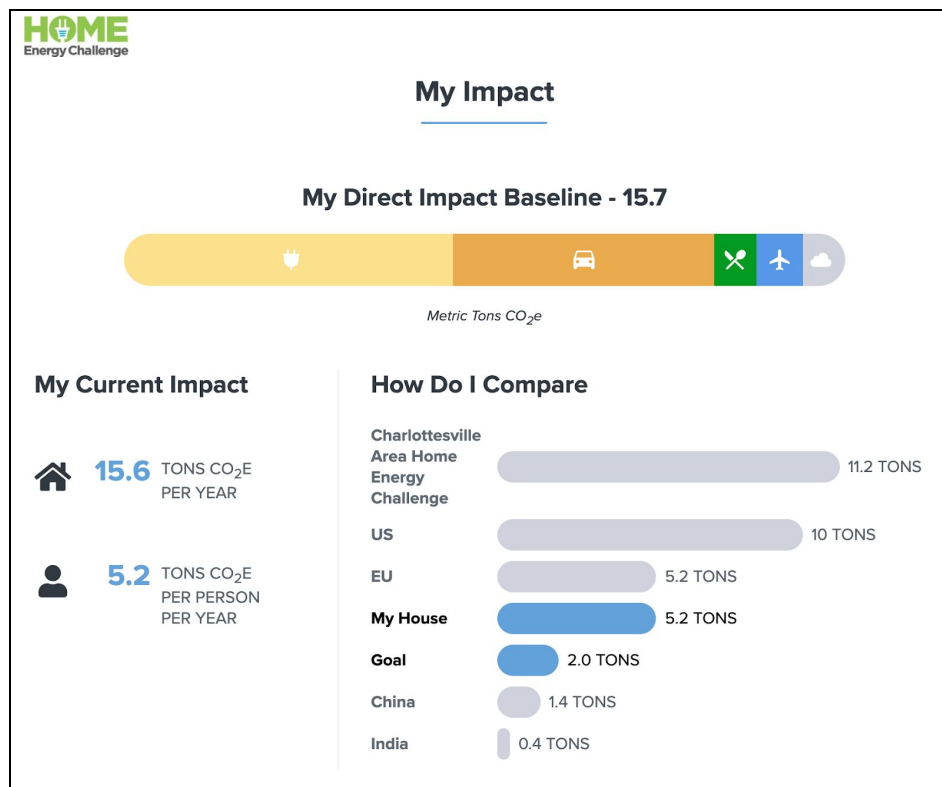 HOME
Energy Challenge
My Impact
My Direct Impact Baseline - 15.7
Metric Tons CO2e
My Current Impact
15.6 TONS CO2E
PER YEAR
5.2 TONS CO2E
PER PERSON
PER YEAR
How Do I Compare
Charlottesville
Area Home
Energy
Challenge
11.2 TONS
US 10 TONS
EU 5.2 TONS
My House 5.2 TONS
Goal 2.0 TONS
China 1.4 TONS
India 0.4 TONS